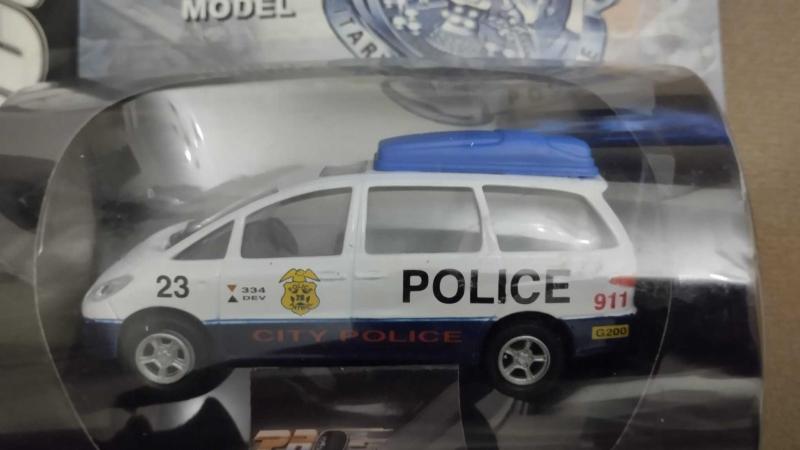 MODEL
23
334
DEV
POLICE
911
G200
CITY POLICE